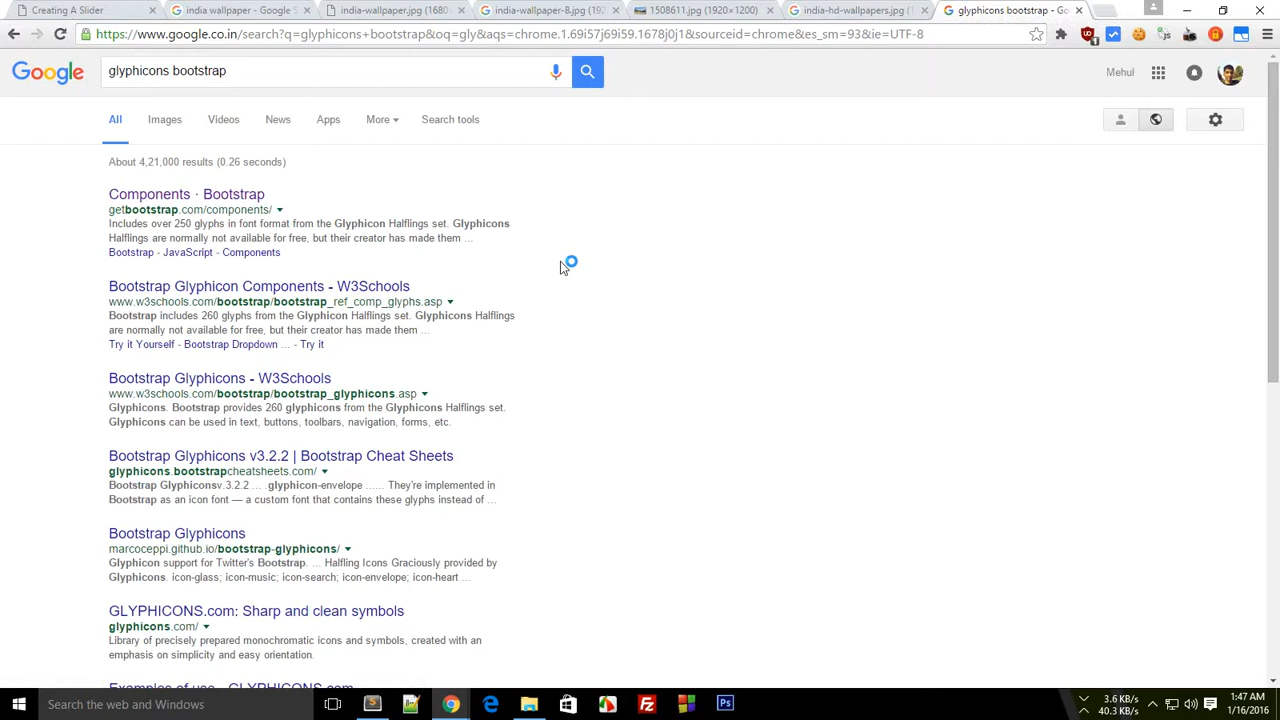 Creating A Slider
india wallpaper - Google S
india-wallpaper.jpg (1680
india-wallpaper-8.jpg (192
1508611.jpg (1920×1200)
india-hd-wallpapers.jpg (1
glyphicons bootstrap - Go
https://www.google.co.in/search?q=glyphicons+bootstrap&oq=gly&aqs=chrome.1.69i57j69i59.1678j0j1&sourceid=chrome&es_sm=93&ie=UTF-8
Google
glyphicons bootstrap
Mehul
All Images Videos News Apps More Search tools
About 4,21,000 results (0.26 seconds)
Components · Bootstrap
getbootstrap.com/components/
Includes over 250 glyphs in font format from the Glyphicon Halflings set. Glyphicons
Halflings are normally not available for free, but their creator has made them ...
Bootstrap - JavaScript - Components
Bootstrap Glyphicon Components - W3Schools
www.w3schools.com/bootstrap/bootstrap_ref_comp_glyphs.asp
Bootstrap includes 260 glyphs from the Glyphicon Halflings set. Glyphicons Halflings
are normally not available for free, but their creator has made them ...
Try it Yourself - Bootstrap Dropdown ... - Try it
Bootstrap Glyphicons - W3Schools
www.w3schools.com/bootstrap/bootstrap_glyphicons.asp
Glyphicons. Bootstrap provides 260 glyphicons from the Glyphicons Halflings set.
Glyphicons can be used in text, buttons, toolbars, navigation, forms, etc.
Bootstrap Glyphicons v3.2.2 | Bootstrap Cheat Sheets
glyphicons.bootstrapcheatsheets.com/
Bootstrap Glyphiconsv.3.2.2 ... .glyphicon-envelope ...... They're implemented in
Bootstrap as an icon font — a custom font that contains these glyphs instead of ...
Bootstrap Glyphicons
marcoceppi.github.io/bootstrap-glyphicons/
Glyphicon support for Twitter's Bootstrap. ... Halfling Icons Graciously provided by
Glyphicons. icon-glass; icon-music; icon-search; icon-envelope; icon-heart ...
GLYPHICONS.com: Sharp and clean symbols
glyphicons.com/
Library of precisely prepared monochromatic icons and symbols, created with an
emphasis on simplicity and easy orientation.
Examples of use - GLYPHICONS.com
Search the web and Windows
Ps
3.6 KB/s
40.3 KB/s
1:47 AM
1/16/2016